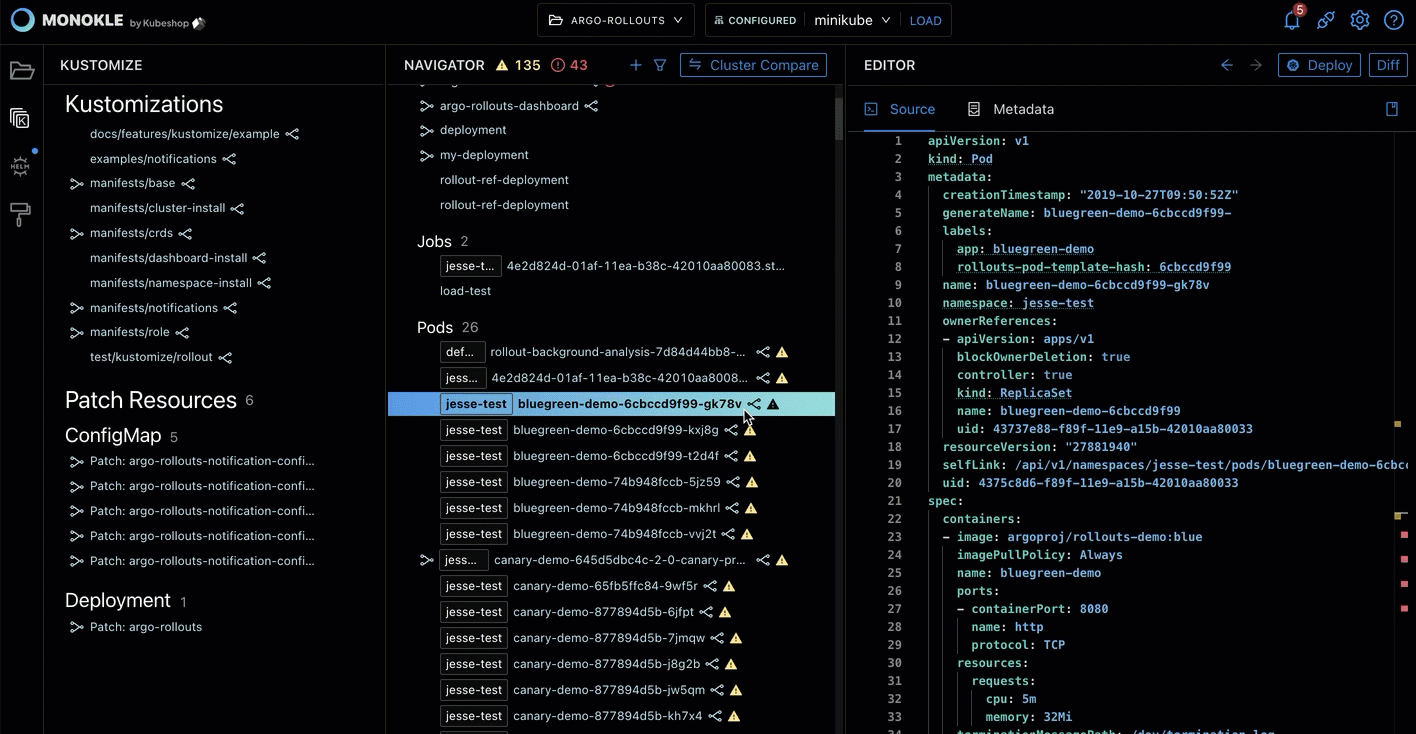 MONOKLE by Kubeshop
ARGO-ROLLOUTS
CONFIGURED minikube LOAD
5
KUSTOMIZE
Kustomizations
docs/features/kustomize/example
examples/notifications
manifests/base
manifests/cluster-install
manifests/crds
manifests/dashboard-install
manifests/namespace-install
manifests/notifications
manifests/role
test/kustomize/rollout
Patch Resources 6
ConfigMap 5
Patch: argo-rollouts-notification-confi...
Patch: argo-rollouts-notification-confi...
Patch: argo-rollouts-notification-confi...
Patch: argo-rollouts-notification-confi...
Patch: argo-rollouts-notification-confi...
Deployment 1
Patch: argo-rollouts
HELM
NAVIGATOR 135 43
Cluster Compare
argo-rollouts-dashboard
deployment
my-deployment
rollout-ref-deployment
rollout-ref-deployment
Jobs 2
jesse-t... 4e2d824d-01af-11ea-b38c-42010aa80083.st...
load-test
Pods 26
def... rollout-background-analysis-7d84d44bb8-...
jess... 4e2d824d-01af-11ea-b38c-42010aa8008...
jesse-test bluegreen-demo-6cbccd9f99-gk78v
jesse-test bluegreen-demo-6cbccd9f99-kxj8g
jesse-test bluegreen-demo-6cbccd9f99-t2d4f
jesse-test bluegreen-demo-74b948fccb-5jz59
jesse-test bluegreen-demo-74b948fccb-mkhrl
jesse-test bluegreen-demo-74b948fccb-vvj2t
jess... canary-demo-645d5dbc4c-2-0-canary-pr...
jesse-test canary-demo-65fb5ffc84-9wf5r
jesse-test canary-demo-877894d5b-6jfpt
jesse-test canary-demo-877894d5b-7jmqw
jesse-test canary-demo-877894d5b-j8g2b
jesse-test canary-demo-877894d5b-jw5qm
jesse-test canary-demo-877894d5b-kh7x4
EDITOR
Deploy
Diff
Source
Metadata
1 apiVersion: v1
2 kind: Pod
3 metadata:
4 creationTimestamp: "2019-10-27T09:50:52Z"
5 generateName: bluegreen-demo-6cbccd9f99-
6 labels:
7 app: bluegreen-demo
8 rollouts-pod-template-hash: 6cbccd9f99
9 name: bluegreen-demo-6cbccd9f99-gk78v
10 namespace: jesse-test
11 ownerReferences:
12 - apiVersion: apps/v1
13 blockOwnerDeletion: true
14 controller: true
15 kind: ReplicaSet
16 name: bluegreen-demo-6cbccd9f99
17 uid: 43737e88-f89f-11e9-a15b-42010aa80033
18 resourceVersion: "27881940"
19 selfLink: /api/v1/namespaces/jesse-test/pods/bluegreen-demo-6cbcc
20 uid: 4375c8d6-f89f-11e9-a15b-42010aa80033
21 spec:
22 containers:
23 - image: argoproj/rollouts-demo:blue
24 imagePullPolicy: Always
25 name: bluegreen-demo
26 ports:
27 - containerPort: 8080
28 name: http
29 protocol: TCP
30 resources:
31 requests:
32 cpu: 5m
33 memory: 32Mi
34 terminationMessagePath: /dev/termination-log